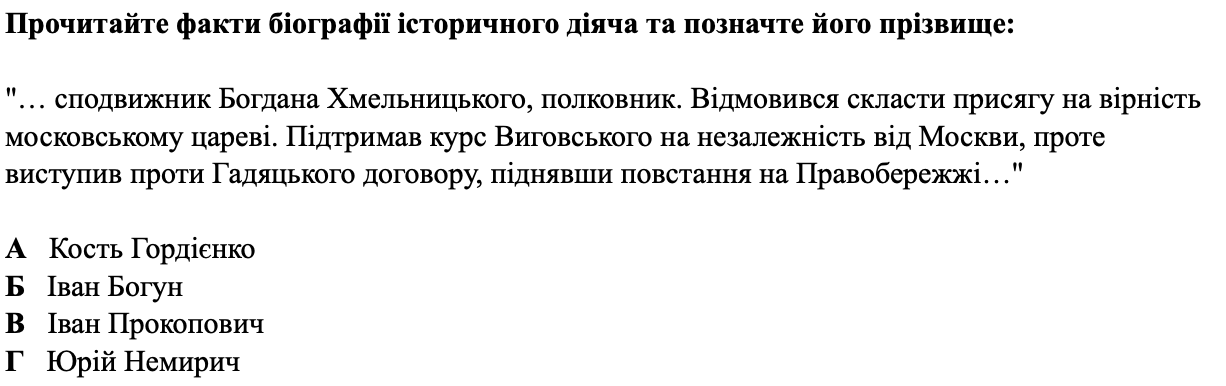 Прочитайте факти біографії історичного діяча та позначте його прізвище:
"… сподвижник Богдана Хмельницького, полковник. Відмовився скласти присягу на вірність
московському цареві. Підтримав курс Виговського на незалежність від Москви, проте
виступив проти Гадяцького договору, піднявши повстання на Правобережжі…"
А Кость Гордієнко
Б Іван Богун
В Іван Прокопович
Г Юрій Немирич